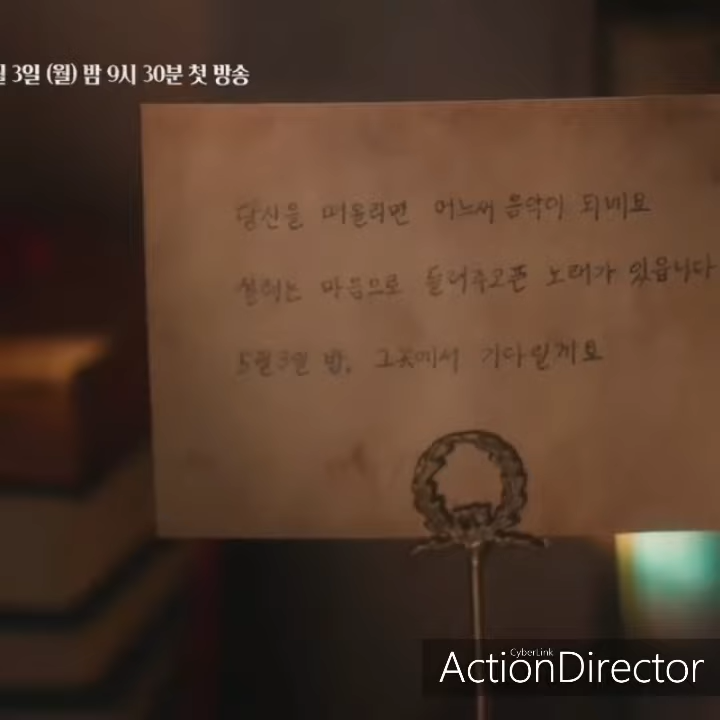 3일 (월) 밤 9시 30분 첫 방송
당신을 떠올리면 어느새 음악이 되네요
설레는 마음으로 들려주고픈 노래가 있읍니다
5월 3일 밤, 그곳에서 기다릴게요
CyberLink
ActionDirector